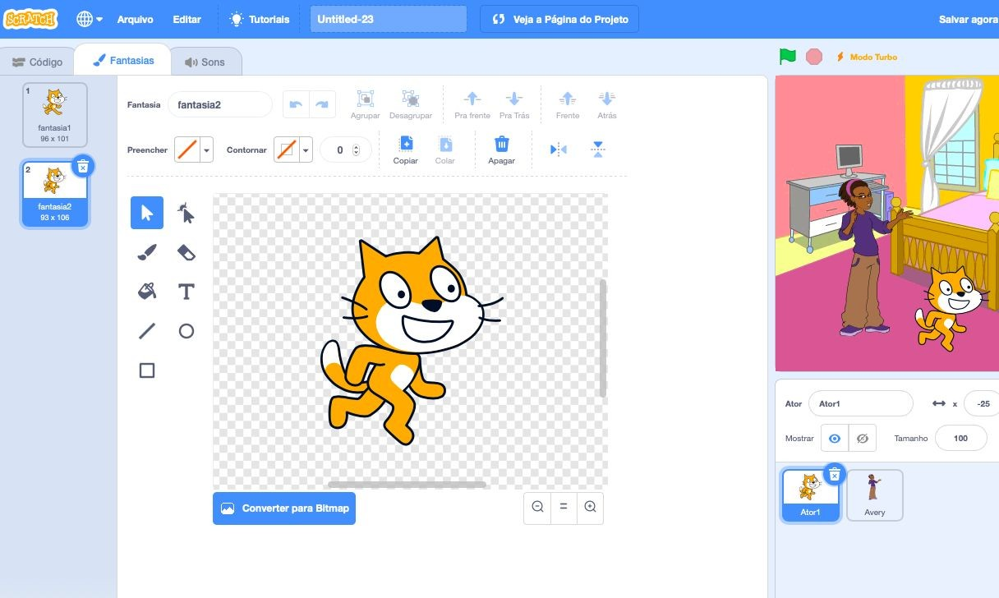 SCRATCH
Arquivo
Editar
Tutoriais
Untitled-23
Veja a Página do Projeto
Salvar agora
Código
Fantasias
Sons
Modo Turbo
1
fantasia1
96 x 101
2
fantasia2
93 x 106
Fantasia
fantasia2
Agrupar
Desagrupar
Pra frente
Pra Trás
Frente
Atrás
Preencher
Contornar
0
Copiar
Colar
Apagar
T
Converter para Bitmap
=
Ator
Ator1
x
-25
Mostrar
Tamanho
100
Ator1
Avery